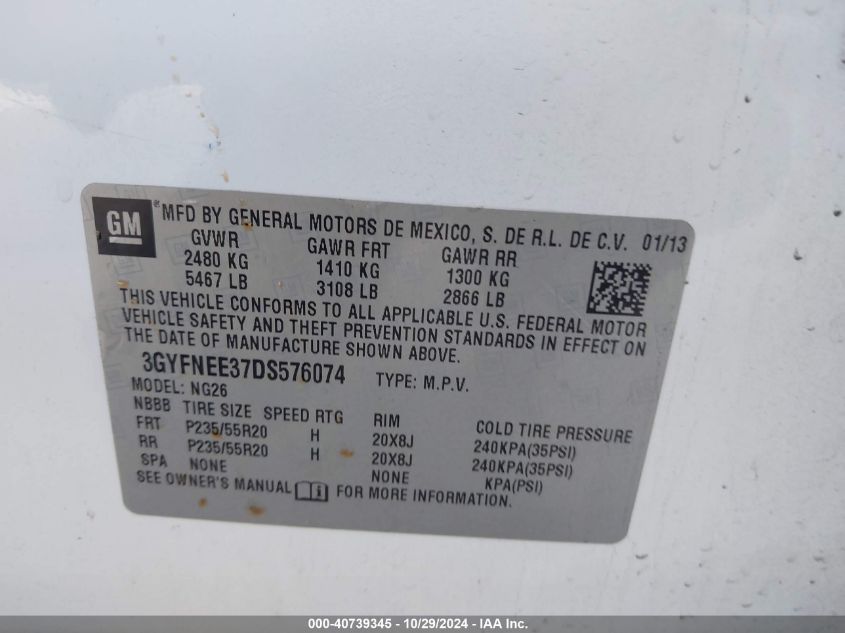 GM
® MFD BY GENERAL MOTORS DE MEXICO, S. DE R.L. DE C.V. 01/13
GVWR GAWR FRT GAWR RR
2480 KG 1410 KG 1300 KG
5467 LB 3108 LB 2866 LB
THIS VEHICLE CONFORMS TO ALL APPLICABLE U.S. FEDERAL MOTOR
VEHICLE SAFETY AND THEFT PREVENTION STANDARDS IN EFFECT ON
THE DATE OF MANUFACTURE SHOWN ABOVE.
3GYFNEE37DS576074 TYPE: M.P.V.
MODEL: NG26
NBBB TIRE SIZE SPEED RTG RIM COLD TIRE PRESSURE
FRT P235/55R20 H 20X8J 240KPA(35PSI)
RR P235/55R20 H 20X8J 240KPA(35PSI)
SPA NONE NONE KPA(PSI)
SEE OWNER'S MANUAL FOR MORE INFORMATION.
000-40739345 - 10/29/2024 - IAA Inc.